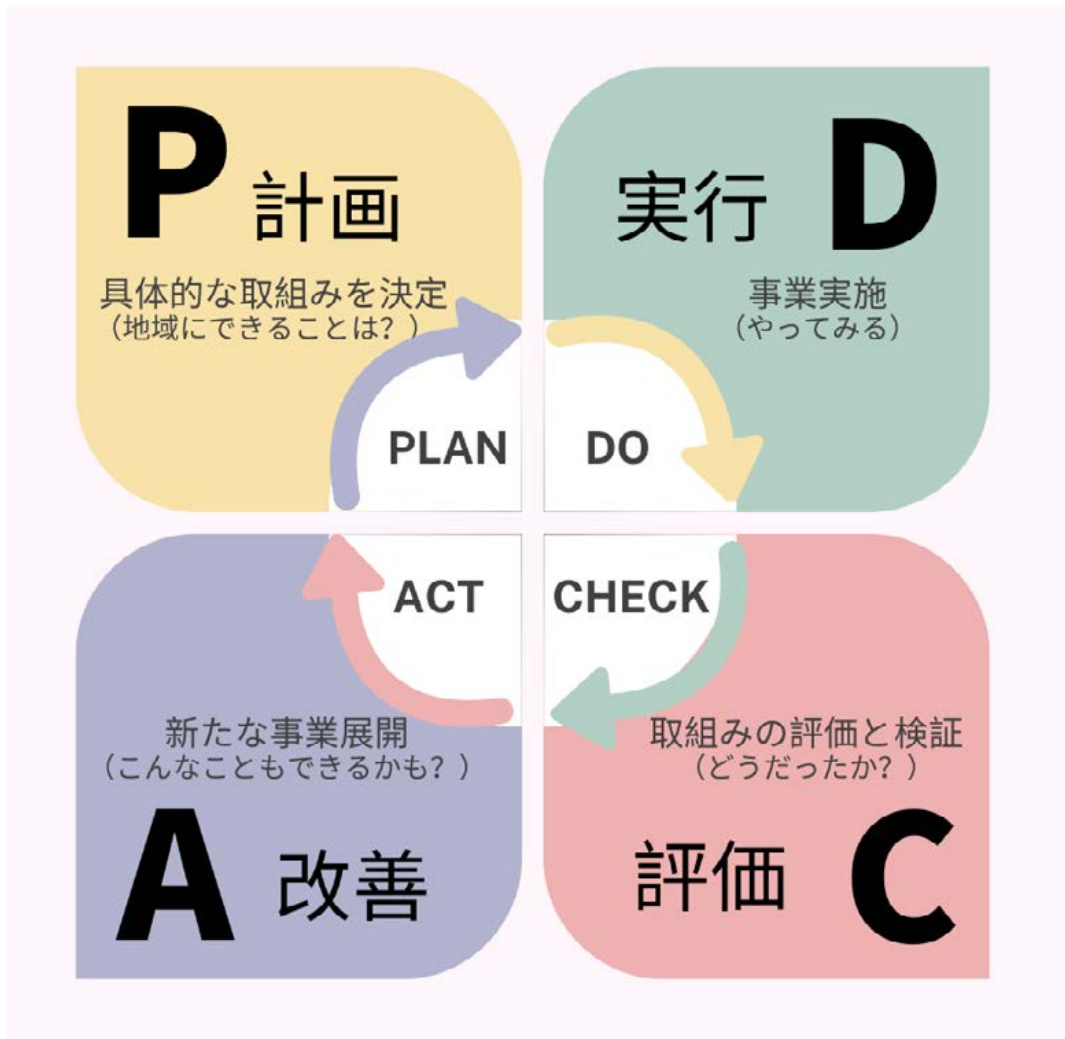 P 計画
具体的な取組みを決定
（地域にできることは？）
PLAN
実行 D
事業実施
（やってみる）
DO
CHECK
取組みの評価と検証
（どうだったか？）
評価 C
ACT
新たな事業展開
（こんなこともできるかも？）
A 改善